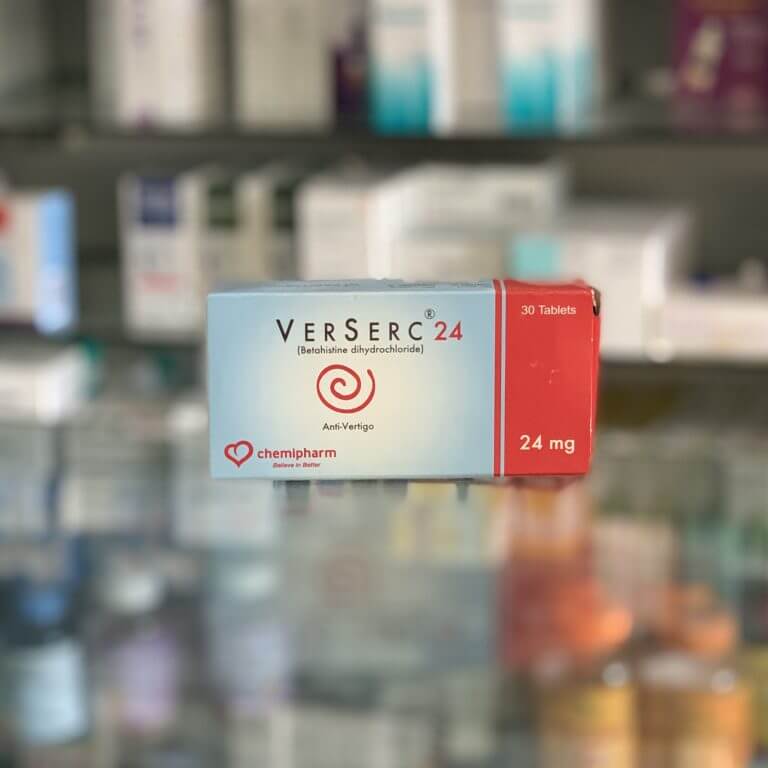 VERSERC® 24
(Betahistine dihydrochloride)
Anti-Vertigo
chemipharm
Believe in Better
30 Tablets
24 mg